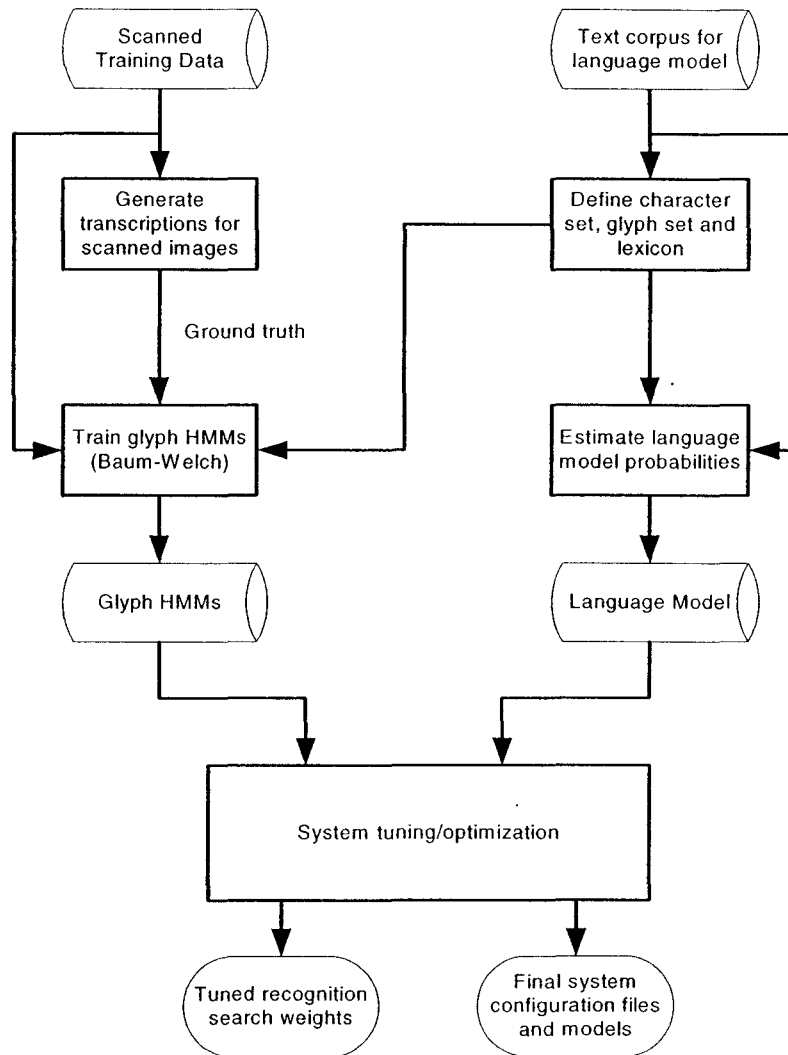 Scanned
Training Data
Text corpus for
language model
Generate
transcriptions for
scanned images
Define character
set, glyph set and
lexicon
Ground truth
Train glyph HMMs
(Baum-Welch)
Estimate language
model probabilities
Glyph HMMs
Language Model
System tuning/optimization
Tuned recognition
search weights
Final system
configuration files
and models